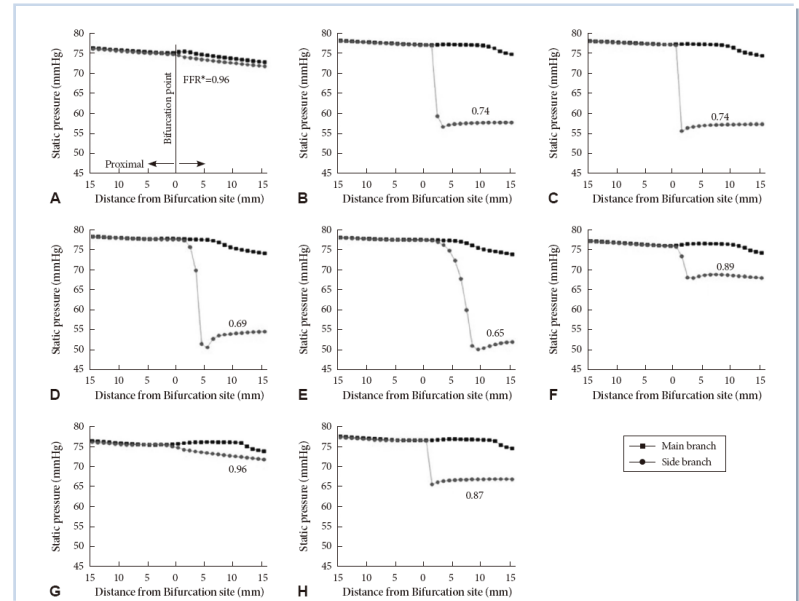 80
75
70
65
60
55
50
45
Static pressure (mmHg)
Bifurcation point
FFR*=0.96
Proximal
15 10 5 0 5 10 15
A Distance from Bifurcation site (mm)
80
75
70
65
60
55
50
45
Static pressure (mmHg)
0.74
15 10 5 0 5 10 15
B Distance from Bifurcation site (mm)
80
75
70
65
60
55
50
45
Static pressure (mmHg)
0.74
15 10 5 0 5 10 15
C Distance from Bifurcation site (mm)
80
75
70
65
60
55
50
45
Static pressure (mmHg)
0.69
15 10 5 0 5 10 15
D Distance from Bifurcation site (mm)
80
75
70
65
60
55
50
45
Static pressure (mmHg)
0.65
15 10 5 0 5 10 15
E Distance from Bifurcation site (mm)
80
75
70
65
60
55
50
45
Static pressure (mmHg)
0.89
15 10 5 0 5 10 15
F Distance from Bifurcation site (mm)
80
75
70
65
60
55
50
45
Static pressure (mmHg)
0.96
15 10 5 0 5 10 15
G Distance from Bifurcation site (mm)
80
75
70
65
60
55
50
45
Static pressure (mmHg)
0.87
15 10 5 0 5 10 15
H Distance from Bifurcation site (mm)
Main branch
Side branch